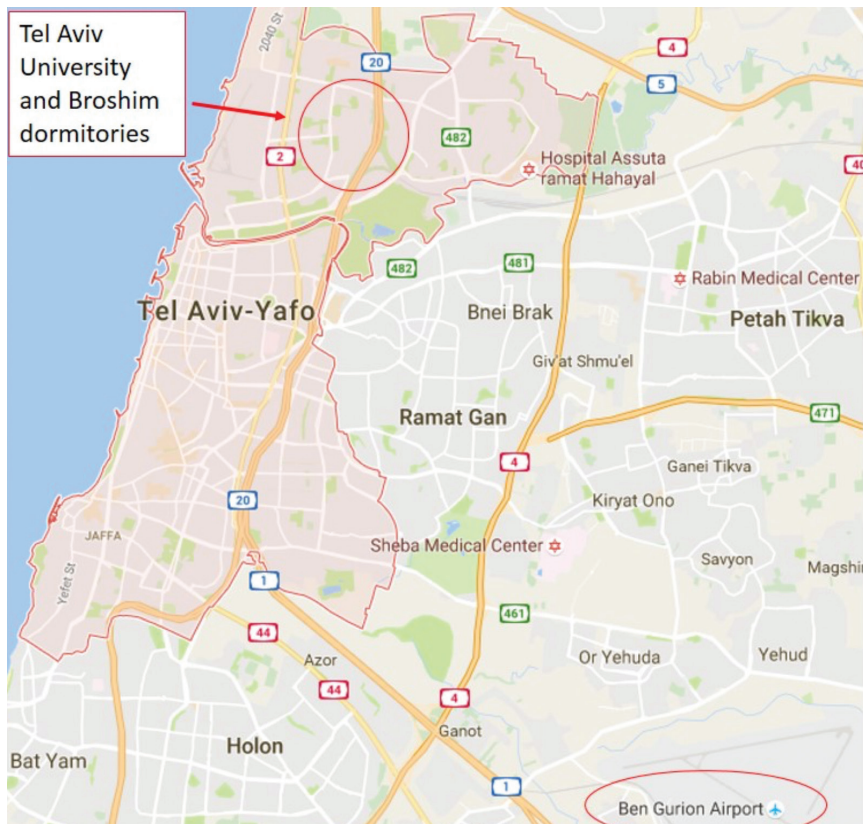 Tel Aviv
University
and Broshim
dormitories
2040 St
20
4
5
2
482
40
Hospital Assuta
ramat Hahayal
482
481
Rabin Medical Center
Tel Aviv-Yafo
Bnei Brak
Petah Tikva
Giv'at Shmu'el
Ramat Gan
471
4
Ganei Tikva
20
Kiryat Ono
JAFFA
Sheba Medical Center
Savyon
Magshir
Yefet St
1
461
44
Azor
Or Yehuda
Yehud
44
4
Ganot
Holon
Bat Yam
1
Ben Gurion Airport